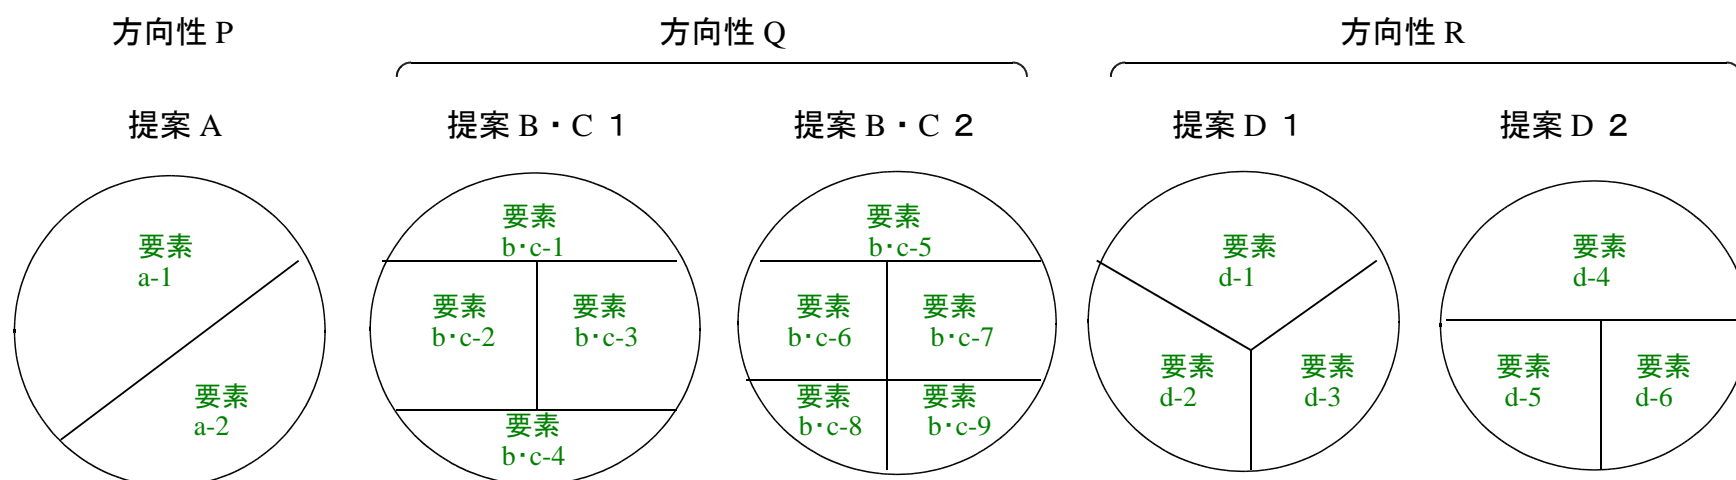 方向性 P
方向性 Q
方向性 R
提案 A
提案 B・C １
提案 B・C ２
提案 D １
提案 D ２
要素
a-1
要素
a-2
要素
b･c-1
要素
b･c-2
要素
b･c-3
要素
b･c-4
要素
b･c-5
要素
b･c-6
要素
b･c-7
要素
b･c-8
要素
b･c-9
要素
d-1
要素
d-2
要素
d-3
要素
d-4
要素
d-5
要素
d-6